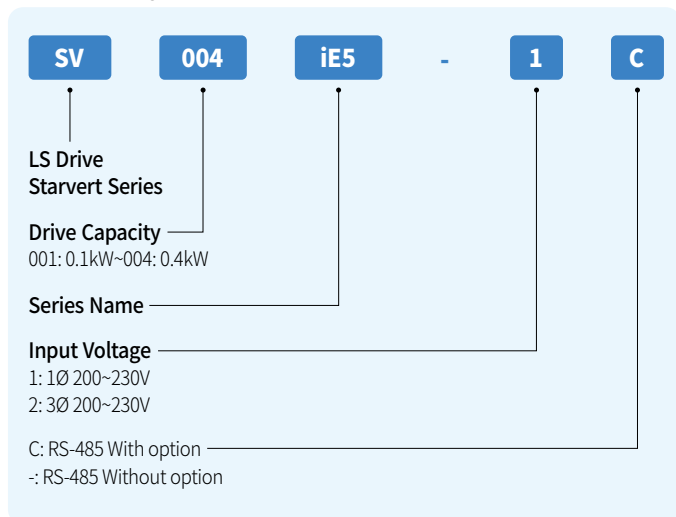 SV 004 iE5 - 1 C
LS Drive
Starvert Series
Drive Capacity
001: 0.1kW~004: 0.4kW
Series Name
Input Voltage
1: 1Ø 200~230V
2: 3Ø 200~230V
C: RS-485 With option
-: RS-485 Without option